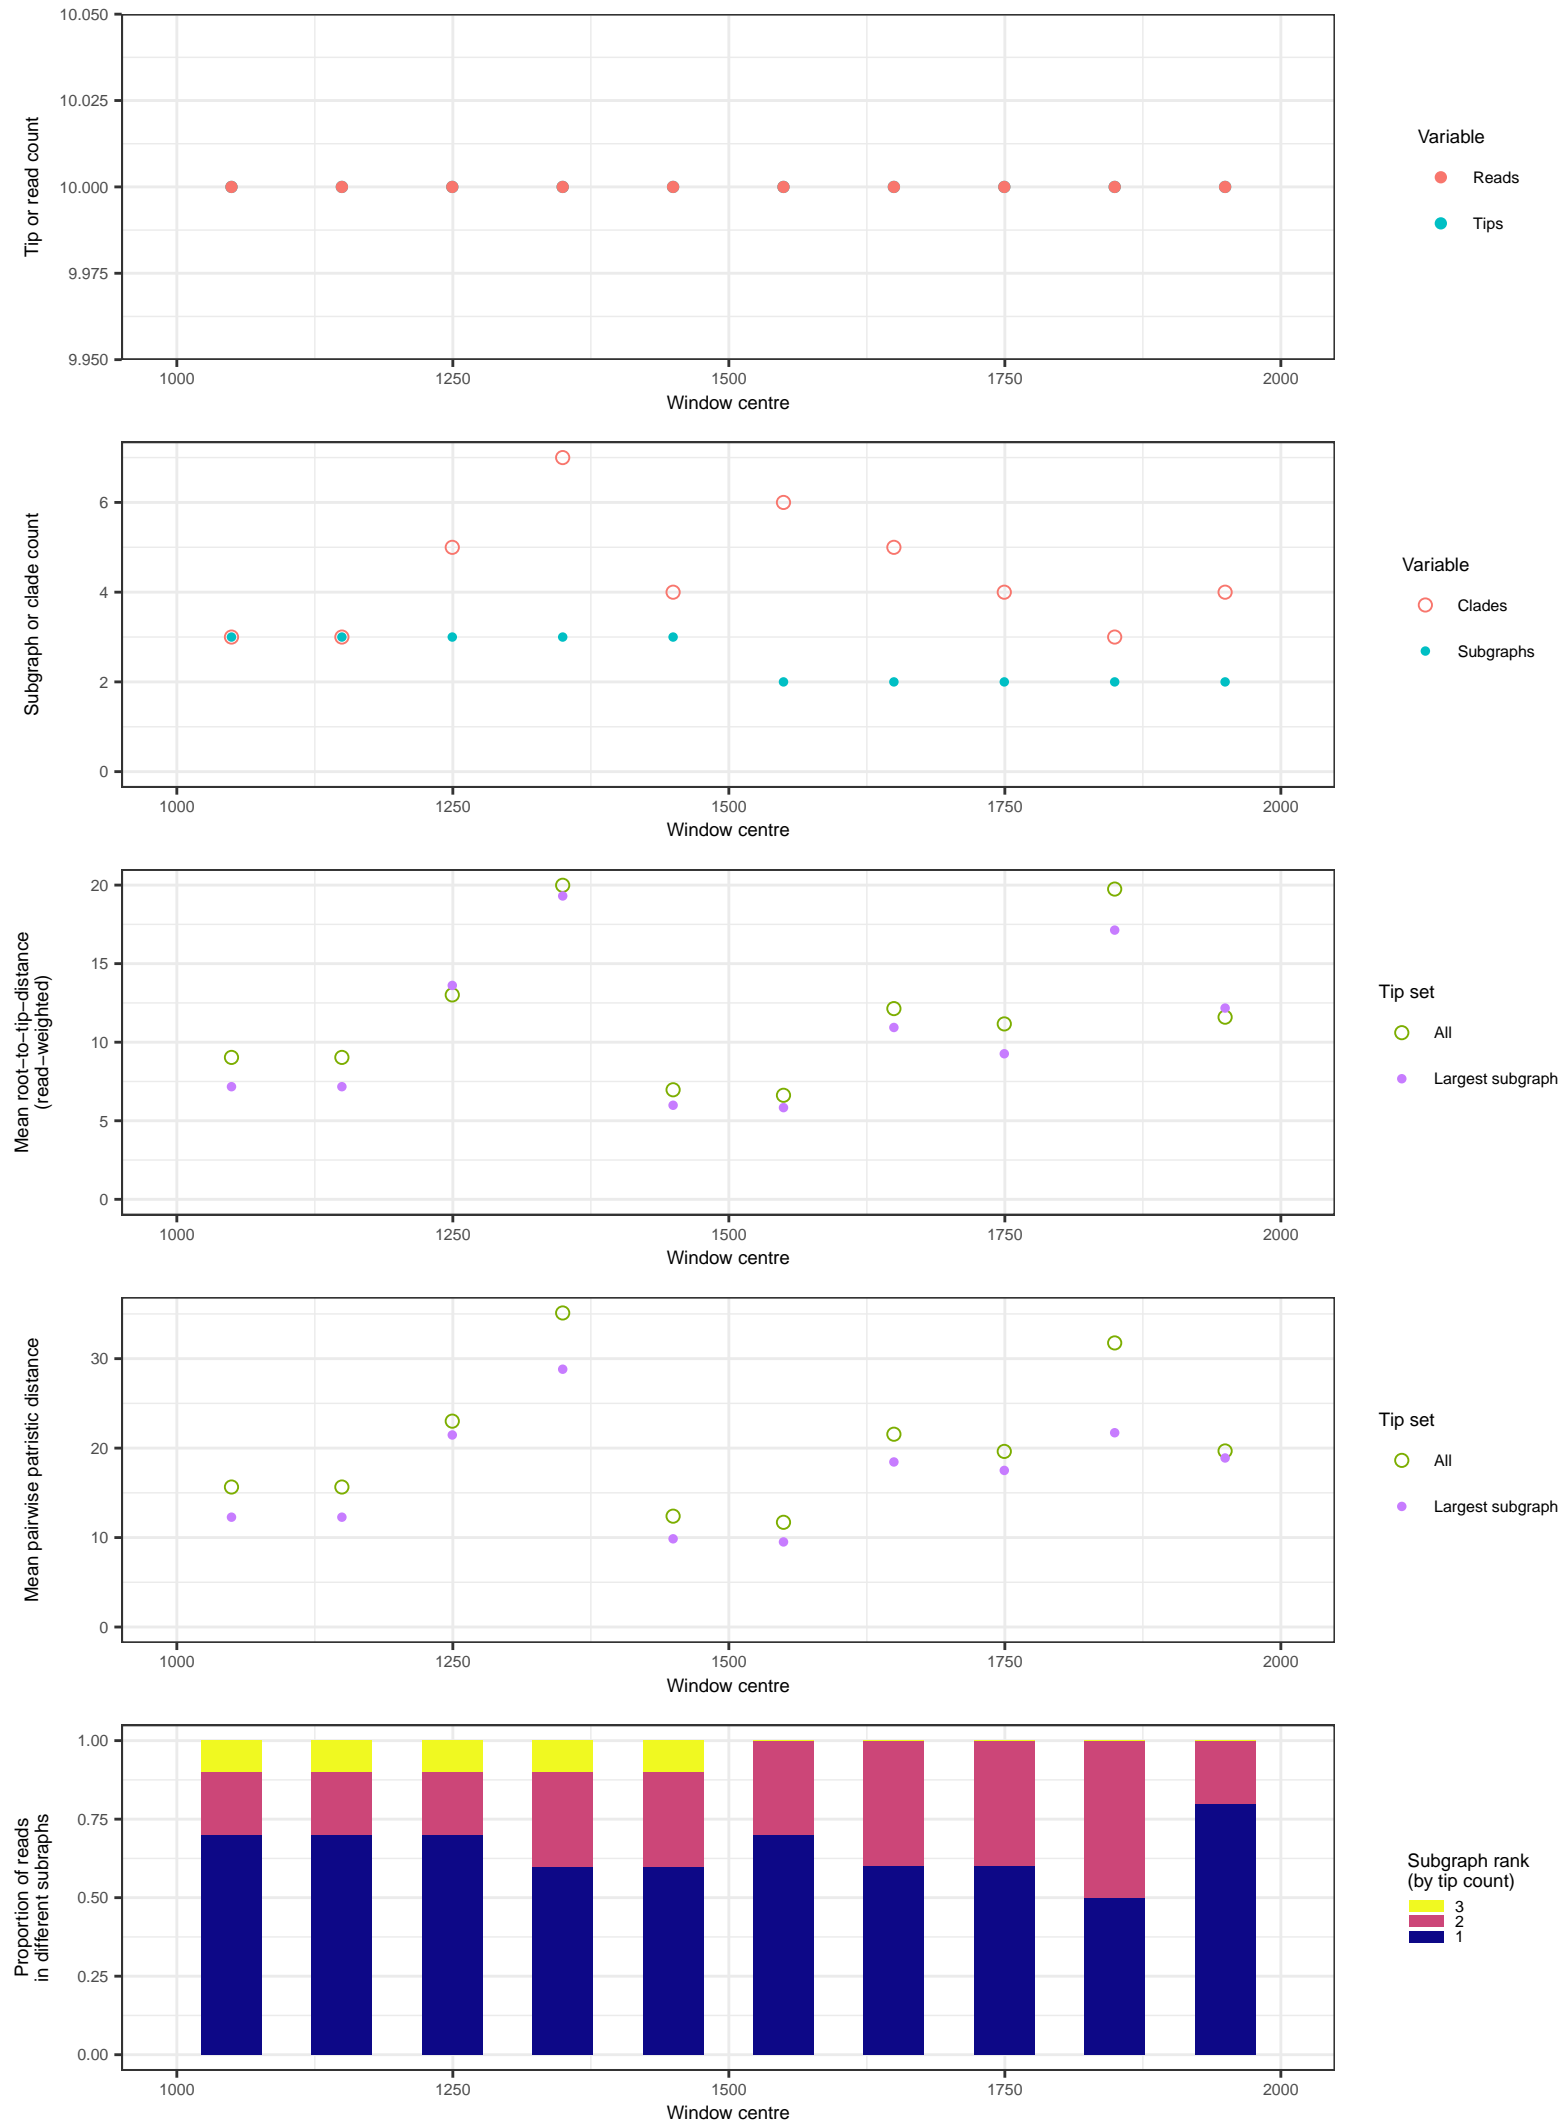 10.050
10.025
10.000
9.975
9.950
Tip or read count
1000 1250 1500 1750 2000
Window centre
Variable
Reads
Tips
6
4
2
0
Subgraph or clade count
1000 1250 1500 1750 2000
Window centre
Variable
Clades
Subgraphs
20
15
10
5
0
Mean root−to−tip−distance
(read−weighted)
1000 1250 1500 1750 2000
Window centre
Tip set
All
Largest subgraph
30
20
10
0
Mean pairwise patristic distance
1000 1250 1500 1750 2000
Window centre
Tip set
All
Largest subgraph
1.00
0.75
0.50
0.25
0.00
Proportion of reads
in different subraphs
1000 1250 1500 1750 2000
Window centre
Subgraph rank
(by tip count)
3
2
1